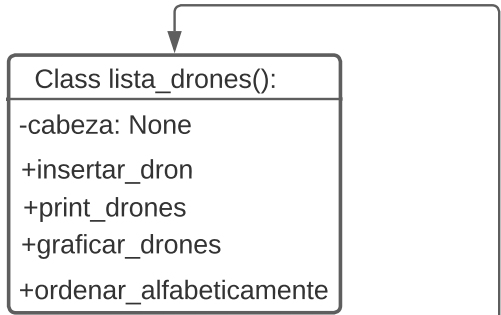 Class lista_drones():
-cabeza: None
+insertar_dron
+print_drones
+graficar_drones
+ordenar_alfabeticamente